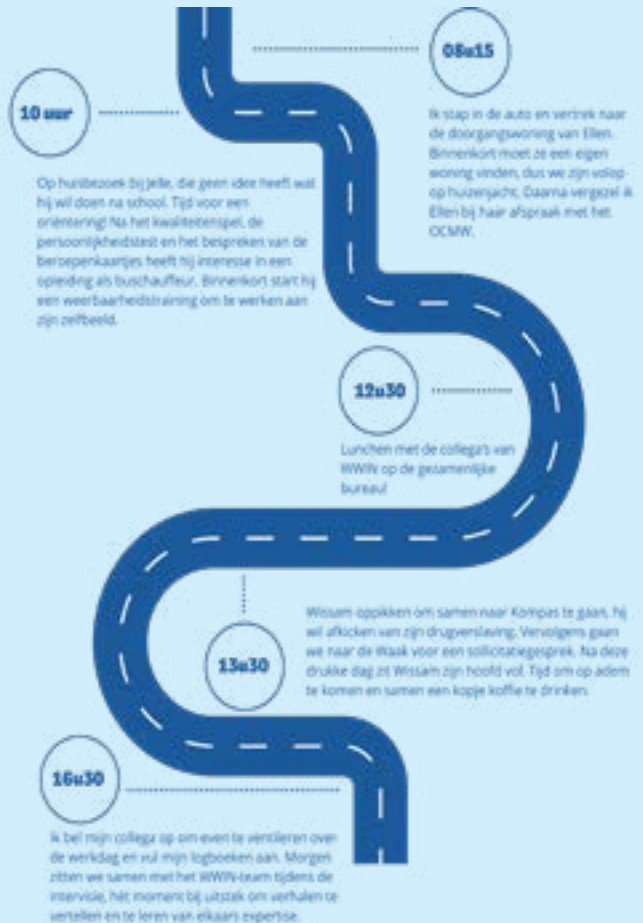 08u15
Ik stap in de auto en vertrek naar
de doorgangswoning van Ellen.
Binnenkort moet ze een eigen
woning vinden, dus we zijn volop
op huizenjacht. Daarna vergezel ik
Ellen bij haar afspraak met het
OCMW.
10 uur
Op huisbezoek bij Jelle, die geen idee heeft wat
hij wil doen na school. Tijd voor een
oriëntering! Na het kwaliteitenspel, de
persoonlijkheidstest en het bespreken van de
beroepenkaartjes heeft hij interesse in een
opleiding als buschauffeur. Binnenkort start hij
een weerbaarheidstraining om te werken aan
zijn zelfbeeld.
12u30
Lunchen met de collega's van
WWIN op de gezamenlijke
bureau!
13u30
Wissam oppikken om samen naar Kompas te gaan, hij
wil afkicken van zijn drugverslaving. Vervolgens gaan
we naar de Waak voor een sollicitatiegesprek. Na deze
drukke dag zit Wissam zijn hoofd vol. Tijd om op adem
te komen en samen een kopje koffie te drinken.
16u30
Ik bel mijn collega op om even te ventileren over
de werkdag en vul mijn logboeken aan. Morgen
zitten we samen met het WWIN-team tijdens de
intervisie, hét moment bij uitstek om verhalen te
vertellen en te leren van elkaars expertise.